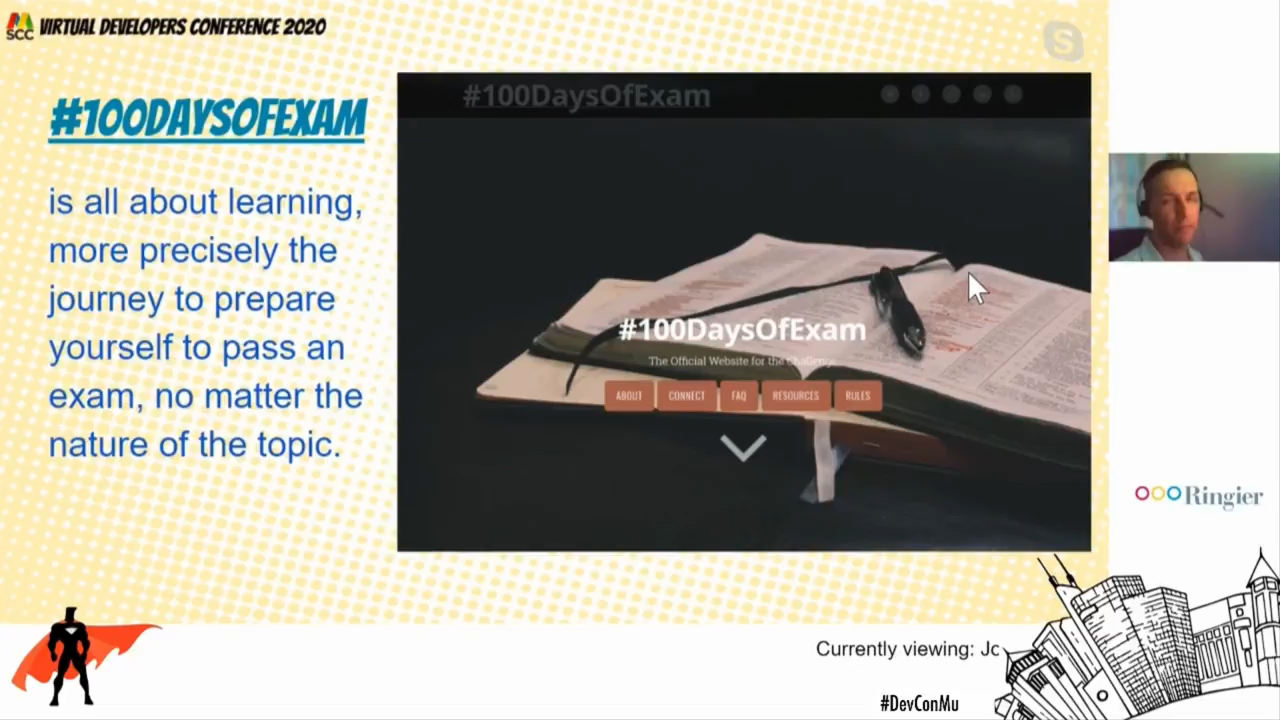 SCC VIRTUAL DEVELOPERS CONFERENCE 2020
S
#100DAYSOFEXAM
is all about learning,
more precisely the
journey to prepare
yourself to pass an
exam, no matter the
nature of the topic.
#100DaysOfExam
#100DaysOfExam
The Official Website for the challenge
ABOUT CONNECT FAQ RESOURCES RULES
Ringier
Currently viewing: Jo
#DevConMu